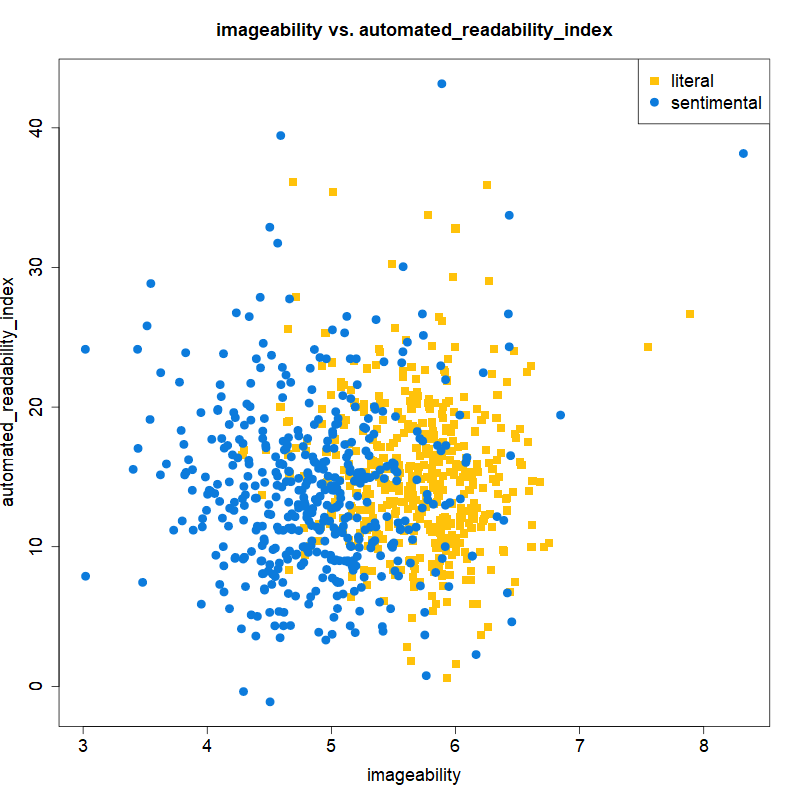 imageability vs. automated_readability_index
literal
sentimental
automated_readability_index
40
30
20
10
0
3 4 5 6 7 8
imageability